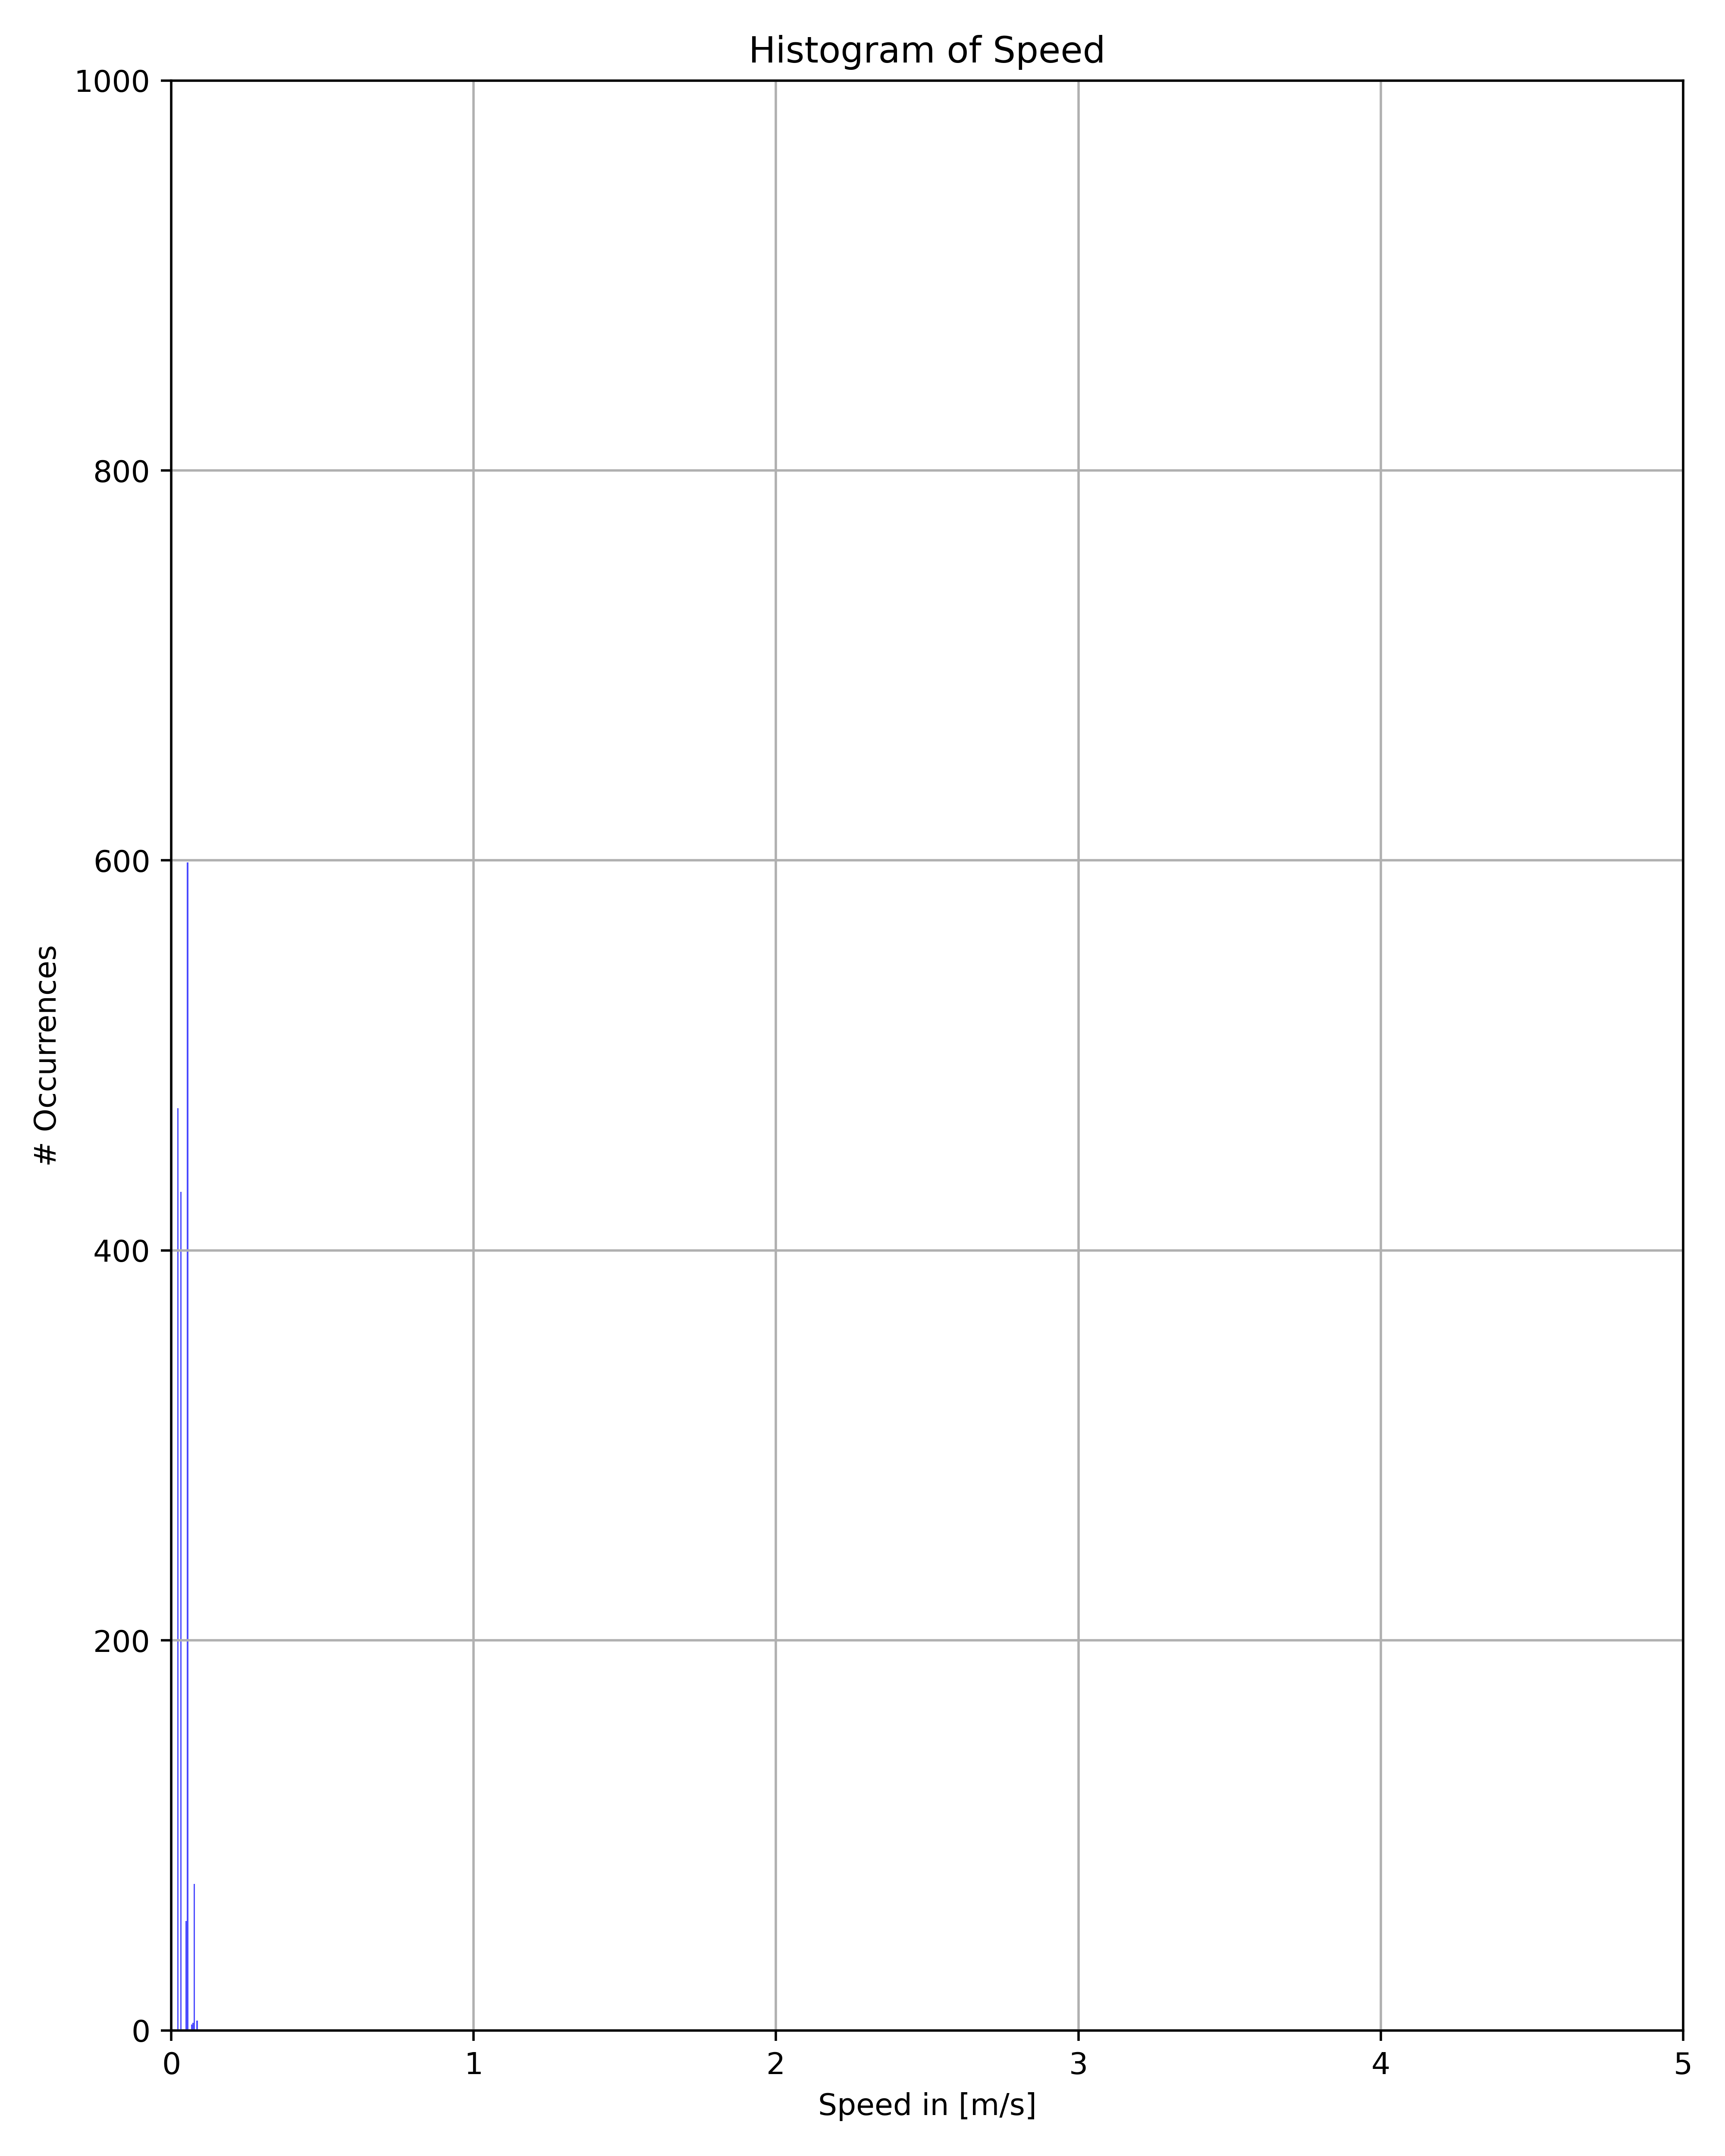 Histogram of Speed
1000
800
600
400
200
0
# Occurrences
0 1 2 3 4 5
Speed in [m/s]